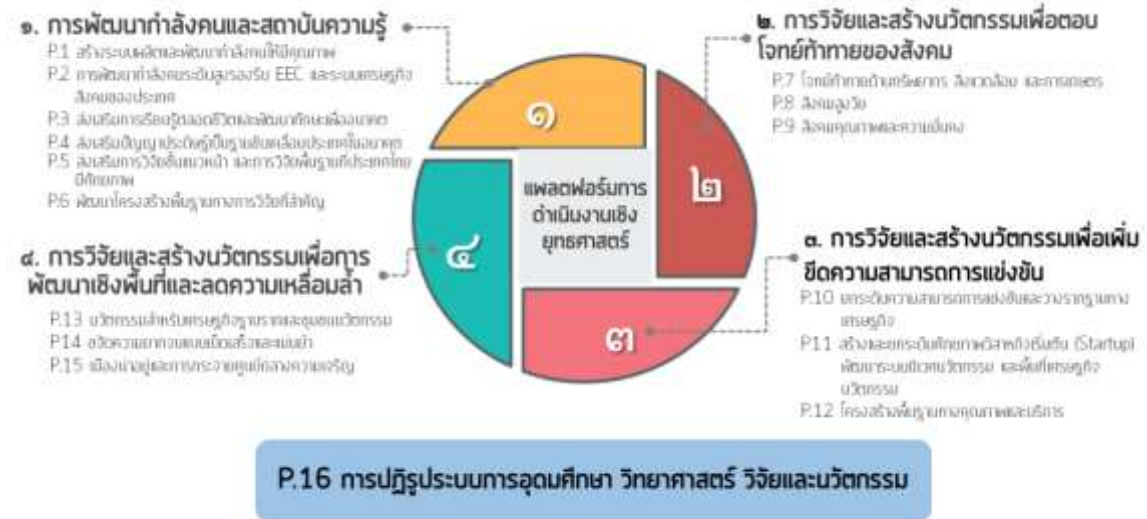 ๑. การพัฒนากำลังคนและสถาบันความรู้
P.1 สร้างระบบผลิตและพัฒนากำลังคนให้มีคุณภาพ
P.2 การพัฒนากำลังคนระดับสูงรองรับ EEC และระบบเศรษฐกิจ
สังคมของประเทศ
P.3 ส่งเสริมการเรียนรู้ตลอดชีวิตและพัฒนาทักษะเพื่ออนาคต
P.4 ส่งเสริมปัญญาประดิษฐ์เป็นฐานขับเคลื่อนประเทศในอนาคต
P.5 ส่งเสริมการวิจัยขั้นแนวหน้า และการวิจัยพื้นฐานที่ประเทศไทย
มีศักยภาพ
P.6 พัฒนาโครงสร้างพื้นฐานทางการวิจัยที่สำคัญ
๒. การวิจัยและสร้างนวัตกรรมเพื่อตอบ
โจทย์ท้าทายของสังคม
P.7 โจทย์ท้าทายด้านทรัพยากร สิ่งแวดล้อม และการเกษตร
P.8 สังคมสูงวัย
P.9 สังคมคุณภาพและความมั่นคง
๑
๒
๓
๔
แพลตฟอร์มการ
ดำเนินงานเชิง
ยุทธศาสตร์
๓. การวิจัยและสร้างนวัตกรรมเพื่อเพิ่ม
ขีดความสามารถการแข่งขัน
P.10 ยกระดับความสามารถการแข่งขันและวางรากฐานทาง
เศรษฐกิจ
P.11 สร้างและยกระดับศักยภาพวิสาหกิจเริ่มต้น (Startup)
พัฒนาระบบนิเวศนวัตกรรม และพื้นที่เศรษฐกิจ
นวัตกรรม
P.12 โครงสร้างพื้นฐานทางคุณภาพและบริการ
๔. การวิจัยและสร้างนวัตกรรมเพื่อการ
พัฒนาเชิงพื้นที่และลดความเหลื่อมล้ำ
P.13 นวัตกรรมสำหรับเศรษฐกิจฐานรากและชุมชนนวัตกรรม
P.14 ขจัดความยากจนแบบเบ็ดเสร็จและแม่นยำ
P.15 เมืองน่าอยู่และการกระจายศูนย์กลางความเจริญ
P.16 การปฏิรูประบบการอุดมศึกษา วิทยาศาสตร์ วิจัยและนวัตกรรม